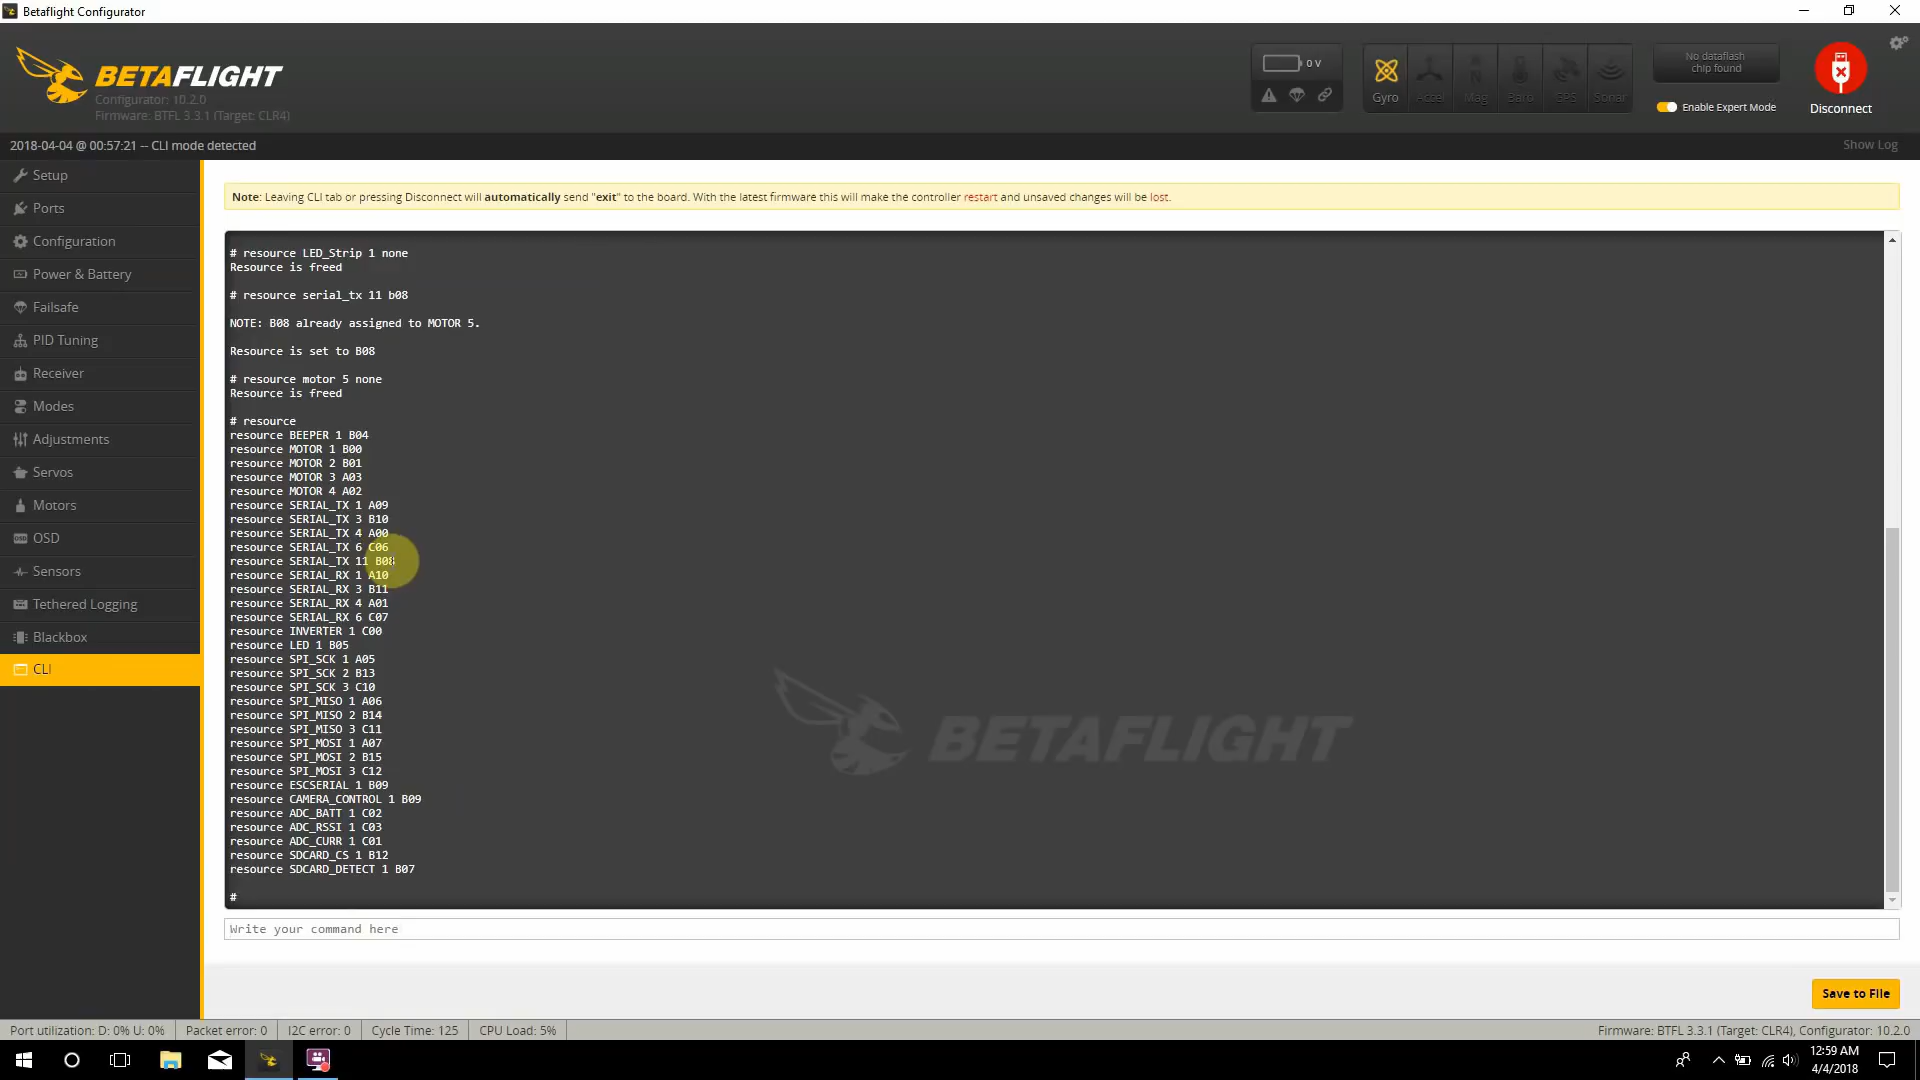 Betaflight Configurator
BETAFLIGHT
Configurator: 10.2.0
Firmware: BTFL 3.3.1 (Target: CLR4)
0 V
Gyro
Accel
Mag
Baro
GPS
Sonar
No dataflash
chip found
Enable Expert Mode
Disconnect
2018-04-04 @ 00:57:21 -- CLI mode detected
Show Log
Setup
Ports
Configuration
Power & Battery
Failsafe
PID Tuning
Receiver
Modes
Adjustments
Servos
Motors
OSD
Sensors
Tethered Logging
Blackbox
CLI
Note: Leaving CLI tab or pressing Disconnect will automatically send "exit" to the board. With the latest firmware this will make the controller restart and unsaved changes will be lost.
# resource LED_Strip 1 none
Resource is freed
# resource serial_tx 11 b08
NOTE: B08 already assigned to MOTOR 5.
Resource is set to B08
# resource motor 5 none
Resource is freed
# resource
resource BEEPER 1 B04
resource MOTOR 1 B00
resource MOTOR 2 B01
resource MOTOR 3 A03
resource MOTOR 4 A02
resource SERIAL_TX 1 A09
resource SERIAL_TX 3 B10
resource SERIAL_TX 4 A00
resource SERIAL_TX 6 C06
resource SERIAL_TX 11 B08
resource SERIAL_RX 1 A10
resource SERIAL_RX 3 B11
resource SERIAL_RX 4 A01
resource SERIAL_RX 6 C07
resource INVERTER 1 C00
resource LED 1 B05
resource SPI_SCK 1 A05
resource SPI_SCK 2 B13
resource SPI_SCK 3 C10
resource SPI_MISO 1 A06
resource SPI_MISO 2 B14
resource SPI_MISO 3 C11
resource SPI_MOSI 1 A07
resource SPI_MOSI 2 B15
resource SPI_MOSI 3 C12
resource ESCSERIAL 1 B09
resource CAMERA_CONTROL 1 B09
resource ADC_BATT 1 C02
resource ADC_RSSI 1 C03
resource ADC_CURR 1 C01
resource SDCARD_CS 1 B12
resource SDCARD_DETECT 1 B07
#
BETAFLIGHT
Write your command here
Save to File
Port utilization: D: 0% U: 0%
Packet error: 0
I2C error: 0
Cycle Time: 125
CPU Load: 5%
Firmware: BTFL 3.3.1 (Target: CLR4), Configurator: 10.2.0
12:59 AM
4/4/2018